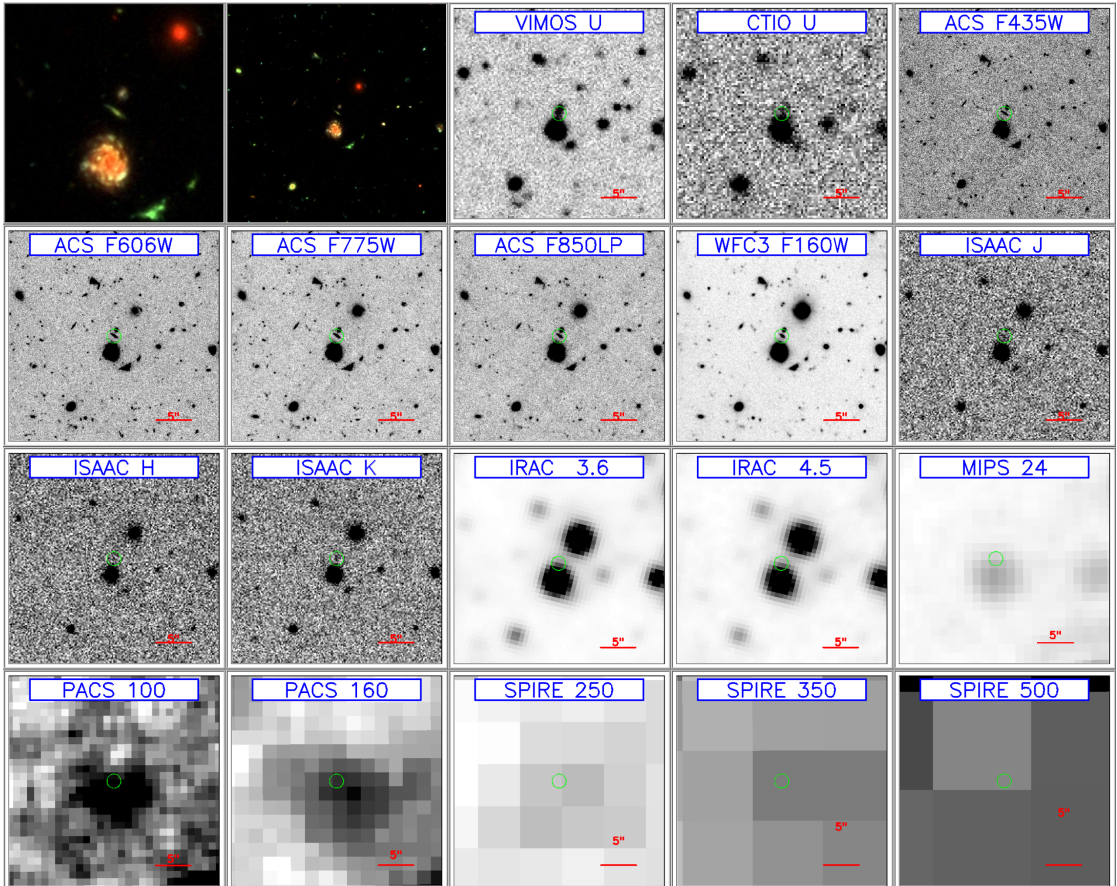 VIMOS U
CTIO U
ACS F435W
5"
5"
5"
ACS F606W
ACS F775W
ACS F850LP
WFC3 F160W
ISAAC J
5"
5"
5"
5"
5"
ISAAC H
ISAAC K
IRAC 3.6
IRAC 4.5
MIPS 24
5"
5"
5"
5"
5"
PACS 100
PACS 160
SPIRE 250
SPIRE 350
SPIRE 500
5"
5"
5"
5"
5"